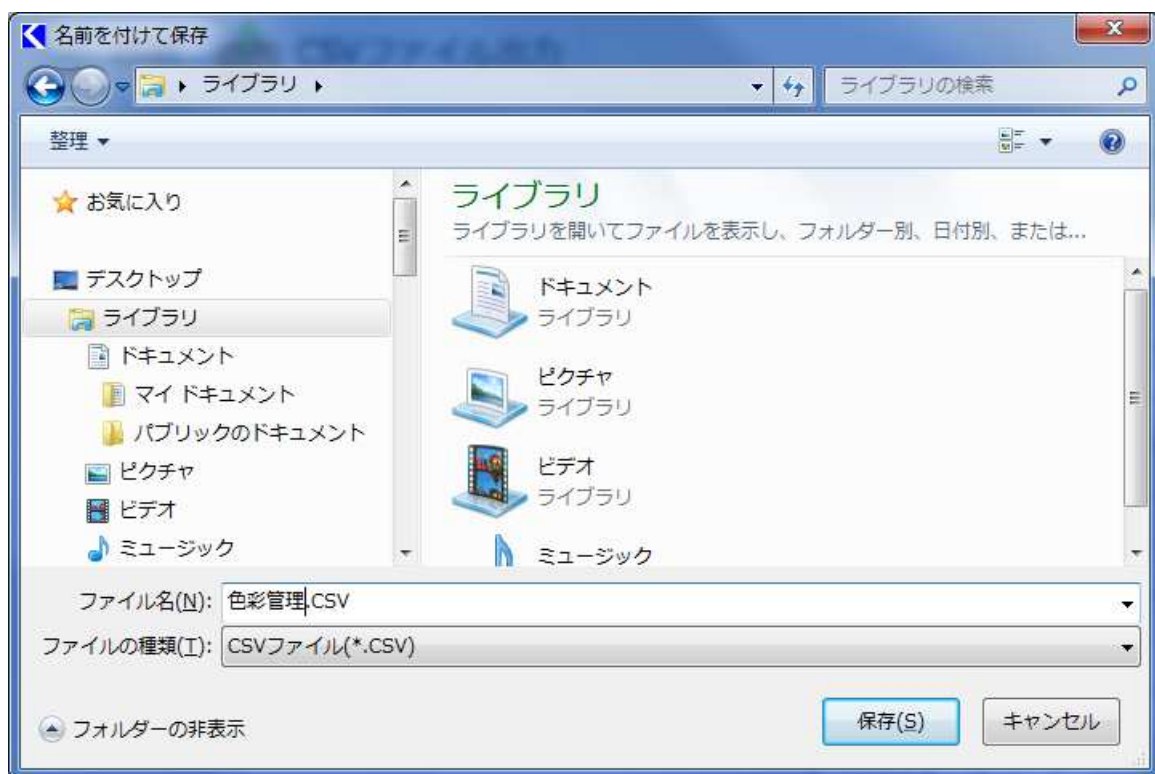 名前を付けて保存
CSVファイル出力
ライブラリ
ライブラリの検索
整理
お気に入り
デスクトップ
ライブラリ
ドキュメント
マイ ドキュメント
パブリックのドキュメント
ピクチャ
ビデオ
ミュージック
ライブラリ
ライブラリを開いてファイルを表示し、フォルダー別、日付別、または...
ドキュメント
ライブラリ
ピクチャ
ライブラリ
ビデオ
ライブラリ
ミュージック
ファイル名(N): 色彩管理.CSV
ファイルの種類(T): CSVファイル(*.CSV)
フォルダーの非表示
保存(S)
キャンセル